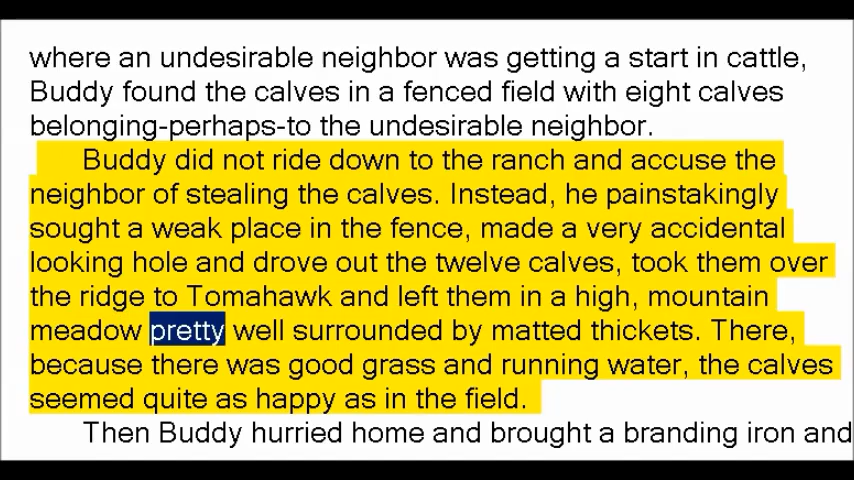 where an undesirable neighbor was getting a start in cattle,
Buddy found the calves in a fenced field with eight calves
belonging-perhaps-to the undesirable neighbor.
Buddy did not ride down to the ranch and accuse the
neighbor of stealing the calves. Instead, he painstakingly
sought a weak place in the fence, made a very accidental
looking hole and drove out the twelve calves, took them over
the ridge to Tomahawk and left them in a high, mountain
meadow pretty well surrounded by matted thickets. There,
because there was good grass and running water, the calves
seemed quite as happy as in the field.
Then Buddy hurried home and brought a branding iron and